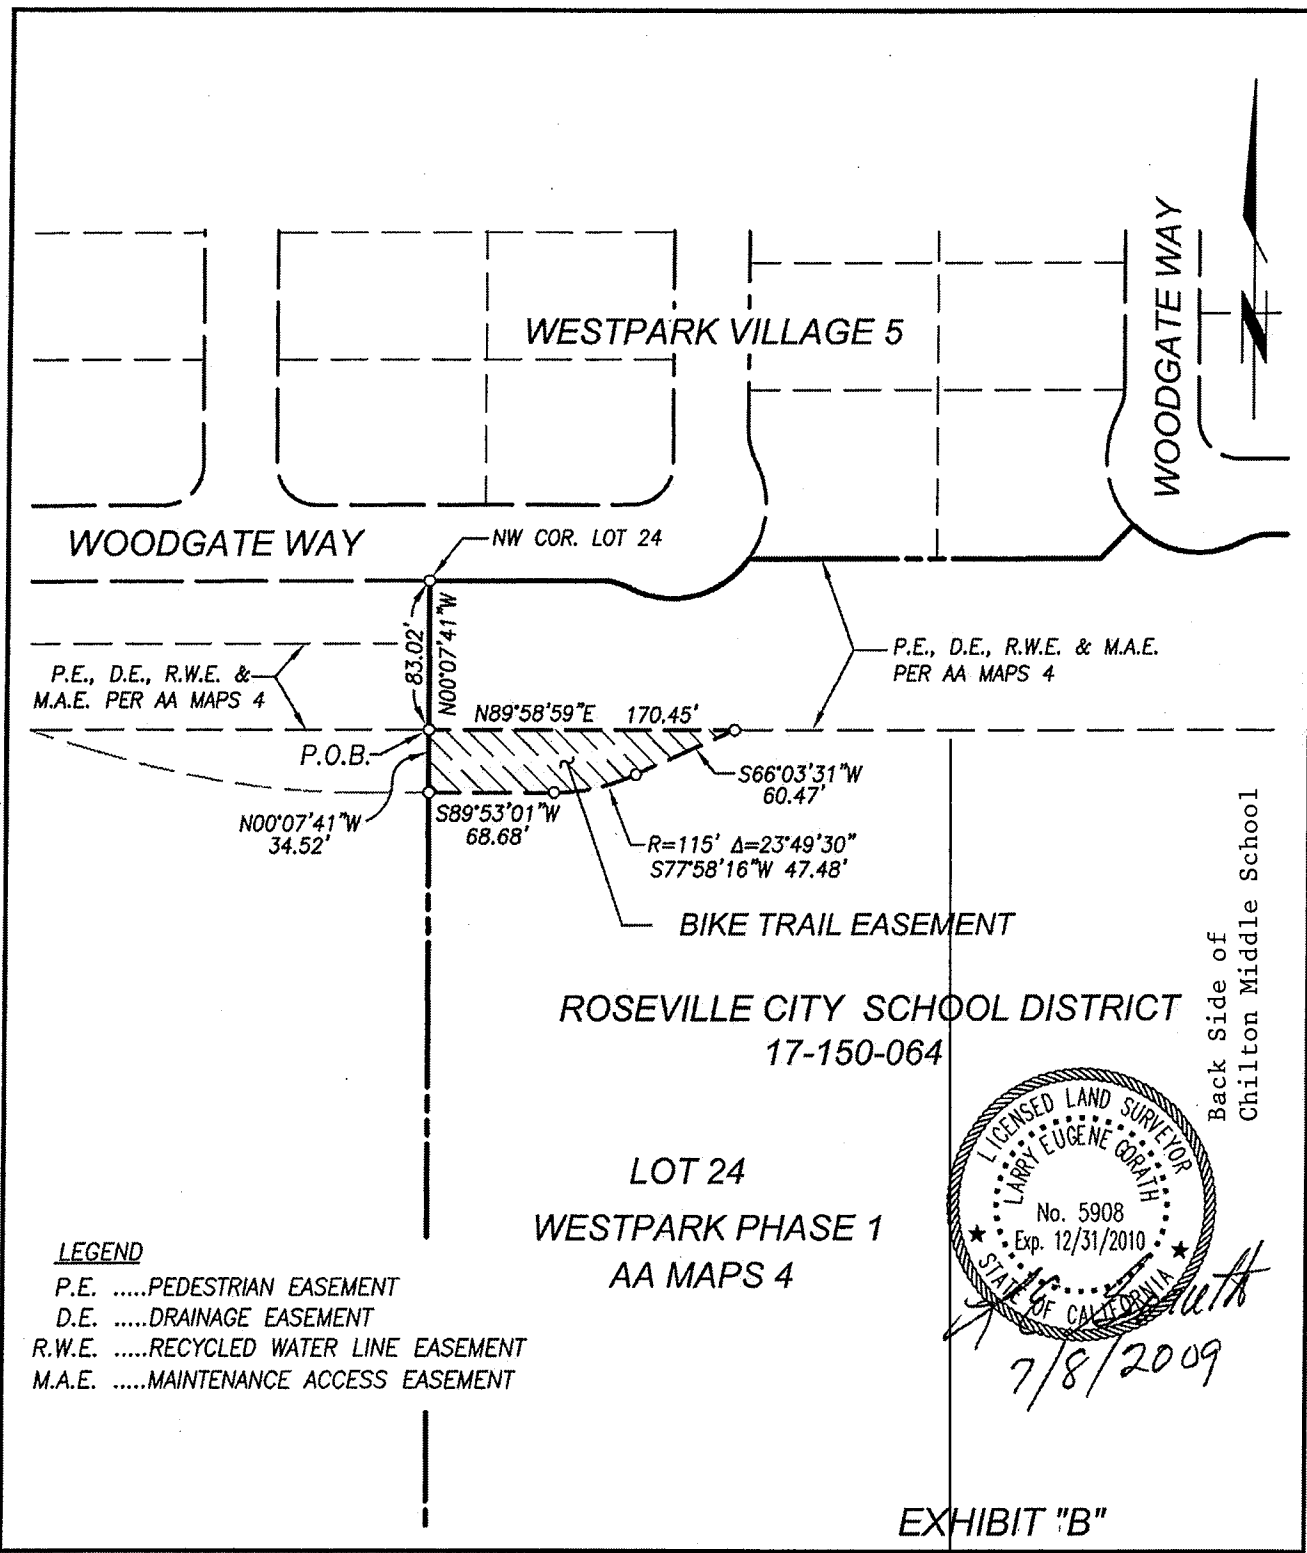 WESTPARK VILLAGE 5
WOODGATE WAY
N
WOODGATE WAY
NW COR. LOT 24
83.02'
N00°07'41"W
P.E., D.E., R.W.E. &
M.A.E. PER AA MAPS 4
P.E., D.E., R.W.E. & M.A.E.
PER AA MAPS 4
N89°58'59"E 170.45'
P.O.B.
S66°03'31"W
60.47'
N00°07'41"W
34.52'
S89°53'01"W
68.68'
R=115' Δ=23°49'30"
S77°58'16"W 47.48'
BIKE TRAIL EASEMENT
ROSEVILLE CITY SCHOOL DISTRICT
17-150-064
Back Side of
Chilton Middle School
LOT 24
WESTPARK PHASE 1
AA MAPS 4
LICENSED LAND SURVEYOR
LARRY EUGENE GORATH
No. 5908
Exp. 12/31/2010
STATE OF CALIFORNIA
7/8/2009
LEGEND
P.E. .....PEDESTRIAN EASEMENT
D.E. .....DRAINAGE EASEMENT
R.W.E. .....RECYCLED WATER LINE EASEMENT
M.A.E. .....MAINTENANCE ACCESS EASEMENT
EXHIBIT "B"